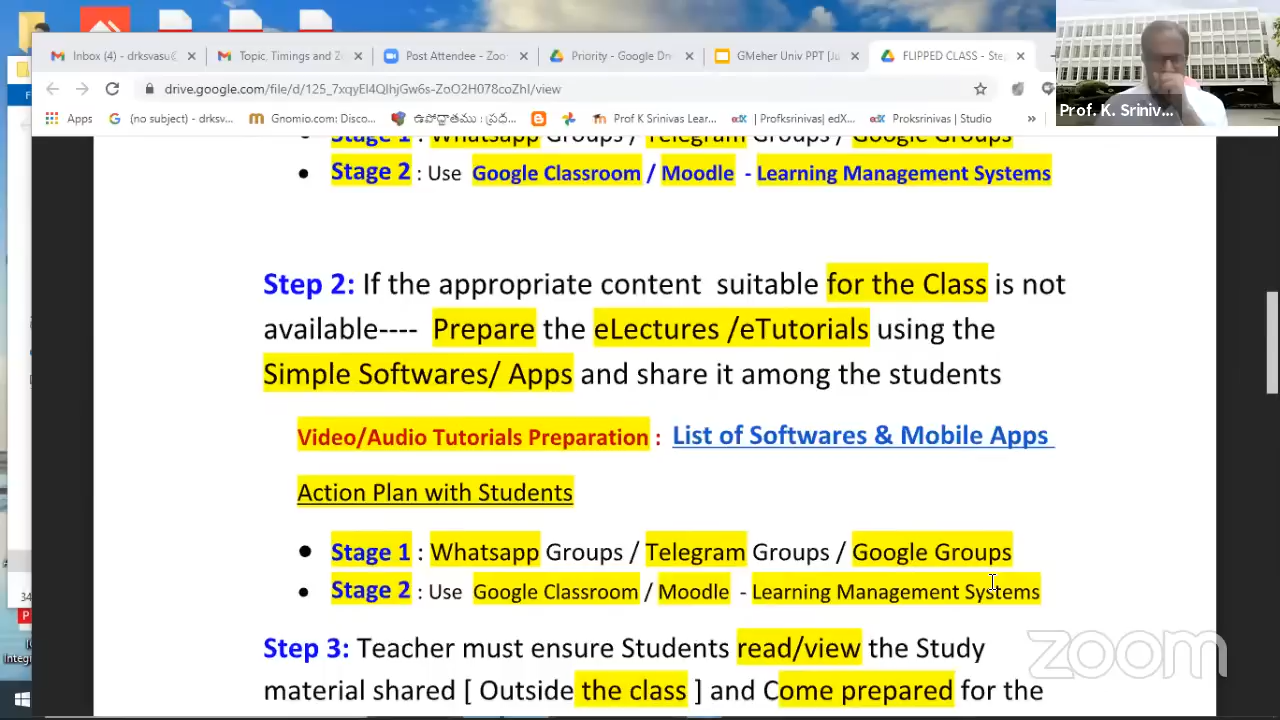 Inbox (4) - drksvasu@
Topic, Timings and Z
Post Attendee - Zoo
Priority - Google Dr
GMeher Univ PPT [J
FLIPPED CLASS - Ste
drive.google.com/file/d/125_7xqyEl4QlhjGw6s-ZoO2H078coZhI/view
Apps
(no subject) - drksv...
Gnomio.com: Das...
ఉపోద్ఘాతము : ప్రథ...
Prof K Srinivas Lear...
| [Profksrinivas| edX...
Proksrinivas | Studio
»
Prof. K. Sriniv...
Stage 1 : Whatsapp Groups / Telegram Groups / Google Groups
Stage 2 : Use Google Classroom / Moodle - Learning Management Systems
Step 2: If the appropriate content suitable for the Class is not
available---- Prepare the eLectures /eTutorials using the
Simple Softwares/ Apps and share it among the students
Video/Audio Tutorials Preparation : List of Softwares & Mobile Apps
Action Plan with Students
Stage 1 : Whatsapp Groups / Telegram Groups / Google Groups
Stage 2 : Use Google Classroom / Moodle - Learning Management Systems
Step 3: Teacher must ensure Students read/view the Study
material shared [ Outside the class ] and Come prepared for the
zoom